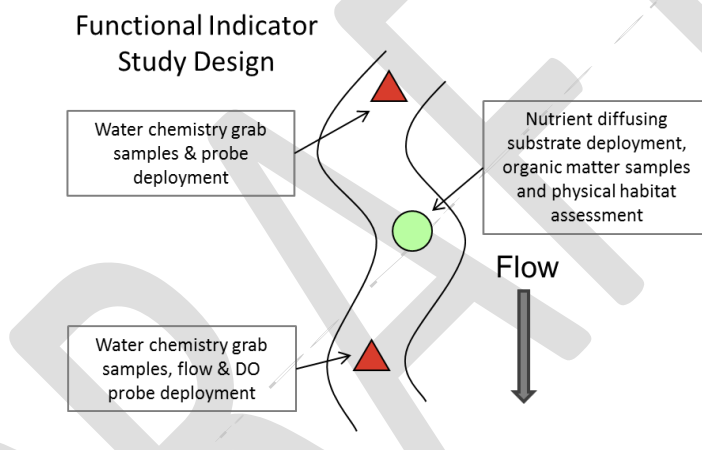 Functional Indicator
Study Design
Water chemistry grab
samples & probe
deployment
Nutrient diffusing
substrate deployment,
organic matter samples
and physical habitat
assessment
Flow
Water chemistry grab
samples, flow & DO
probe deployment
DRAFT